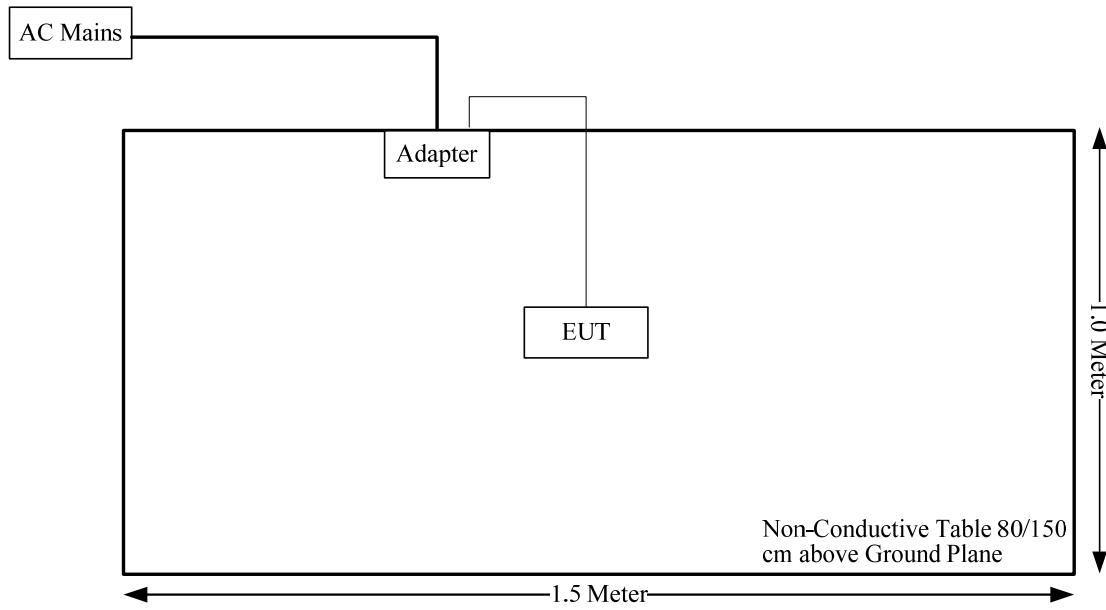 AC Mains
Adapter
EUT
1.0 Meter
Non-Conductive Table 80/150
cm above Ground Plane
1.5 Meter